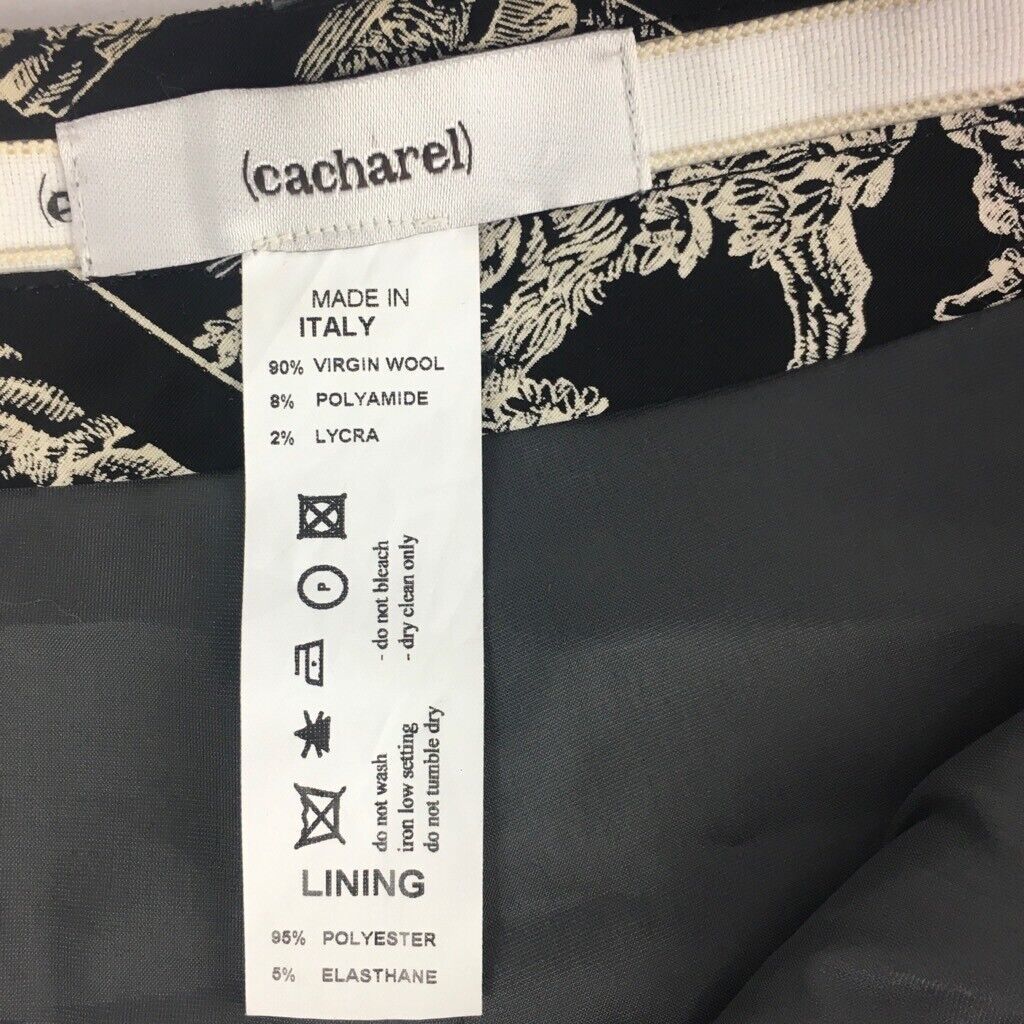 (cacharel)
(c
MADE IN
ITALY
90% VIRGIN WOOL
8% POLYAMIDE
2% LYCRA
P
- do not bleach
- dry clean only
do not wash
iron low setting
do not tumble dry
LINING
95% POLYESTER
5% ELASTHANE